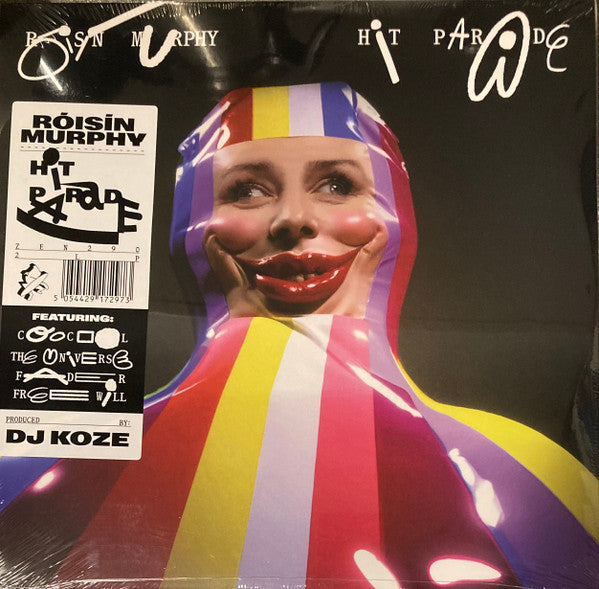 RÓISÍN MURPHY HIT PARADE
RÓISÍN
MURPHY
HiT
PARADE
ZEN290
2LP
5 054429 172973
FEATURING:
COOCOOL
THE UNIVERSE
FADER
FREE WILL
PRODUCED BY:
DJ KOZE